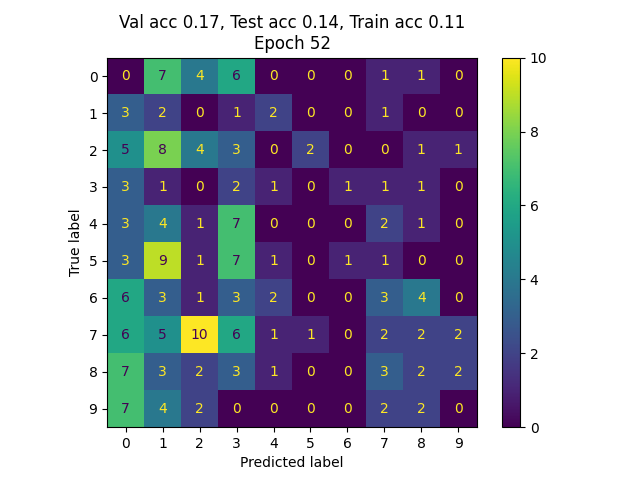 Val acc 0.17, Test acc 0.14, Train acc 0.11
Epoch 52
0 0 7 4 6 0 0 0 1 1 0
1 3 2 0 1 2 0 0 1 0 0
2 5 8 4 3 0 2 0 0 1 1
3 3 1 0 2 1 0 1 1 1 0
4 3 4 1 7 0 0 0 2 1 0
5 3 9 1 7 1 0 1 1 0 0
6 6 3 1 3 2 0 0 3 4 0
7 6 5 10 6 1 1 0 2 2 2
8 7 3 2 3 1 0 0 3 2 2
9 7 4 2 0 0 0 0 2 2 0
0 1 2 3 4 5 6 7 8 9
Predicted label
True label
10
8
6
4
2
0